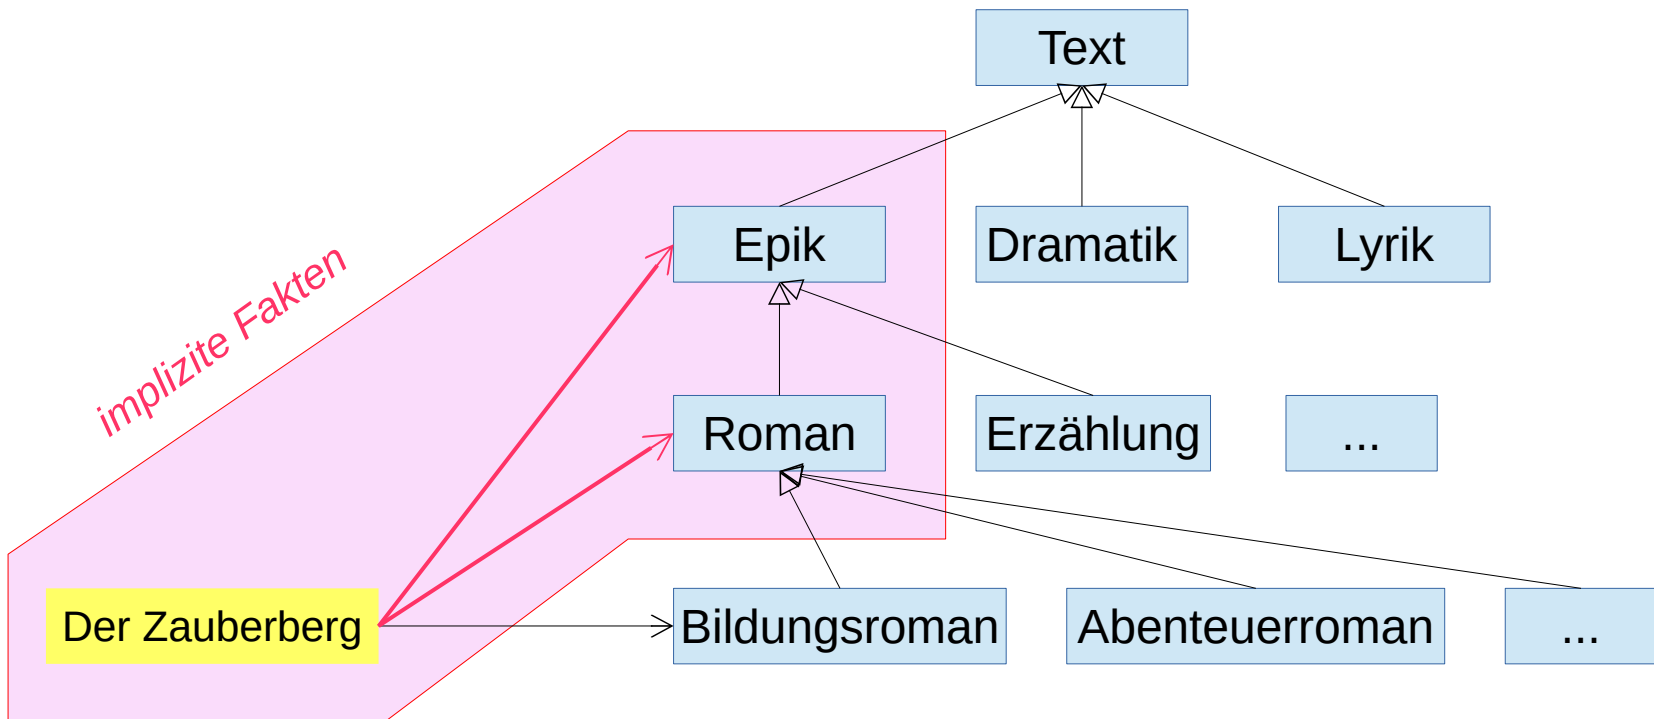 Text
Epik
Dramatik
Lyrik
implizite Fakten
Roman
Erzählung
...
Der Zauberberg
Bildungsroman
Abenteuerroman
...